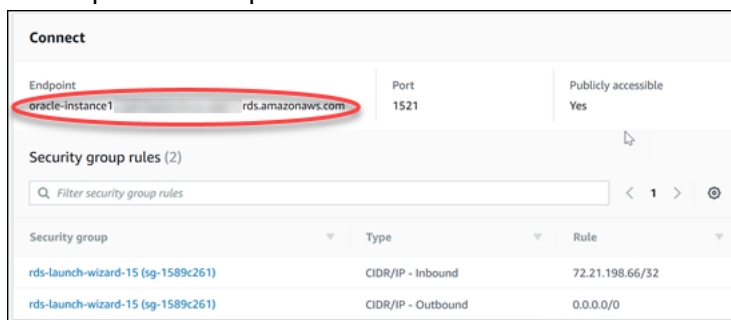 Connect
Endpoint
oracle-instance1 rds.amazonaws.com
Port
1521
Publicly accessible
Yes
Security group rules (2)
Filter security group rules
1
Security group Type Rule
rds-launch-wizard-15 (sg-1589c261) CIDR/IP - Inbound 72.21.198.66/32
rds-launch-wizard-15 (sg-1589c261) CIDR/IP - Outbound 0.0.0.0/0